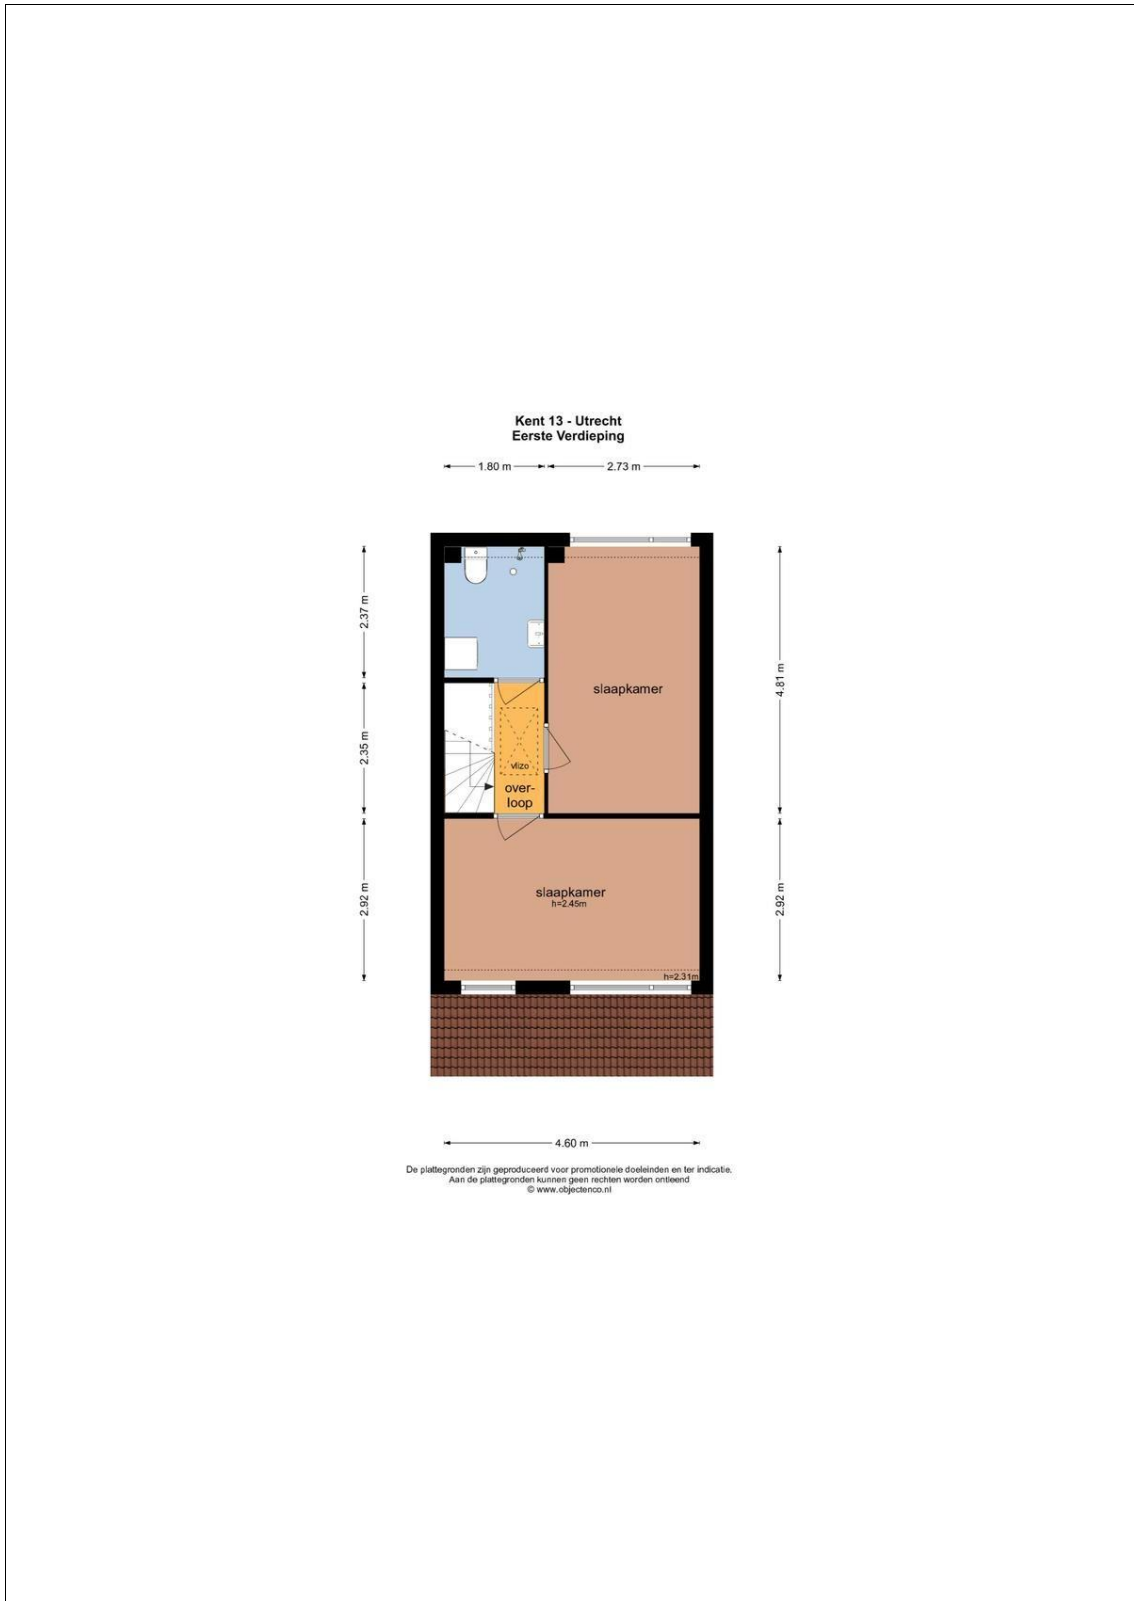 Kent 13 - Utrecht
Eerste Verdieping
1.80 m
2.73 m
2.37 m
4.81 m
slaapkamer
2.35 m
vlizo
over-
loop
2.92 m
slaapkamer
h=2.45m
2.92 m
h=2.31m
4.60 m
De plattegronden zijn geproduceerd voor promotionele doeleinden en ter indicatie.
Aan de plattegronden kunnen geen rechten worden ontleend
© www.objectenco.nl